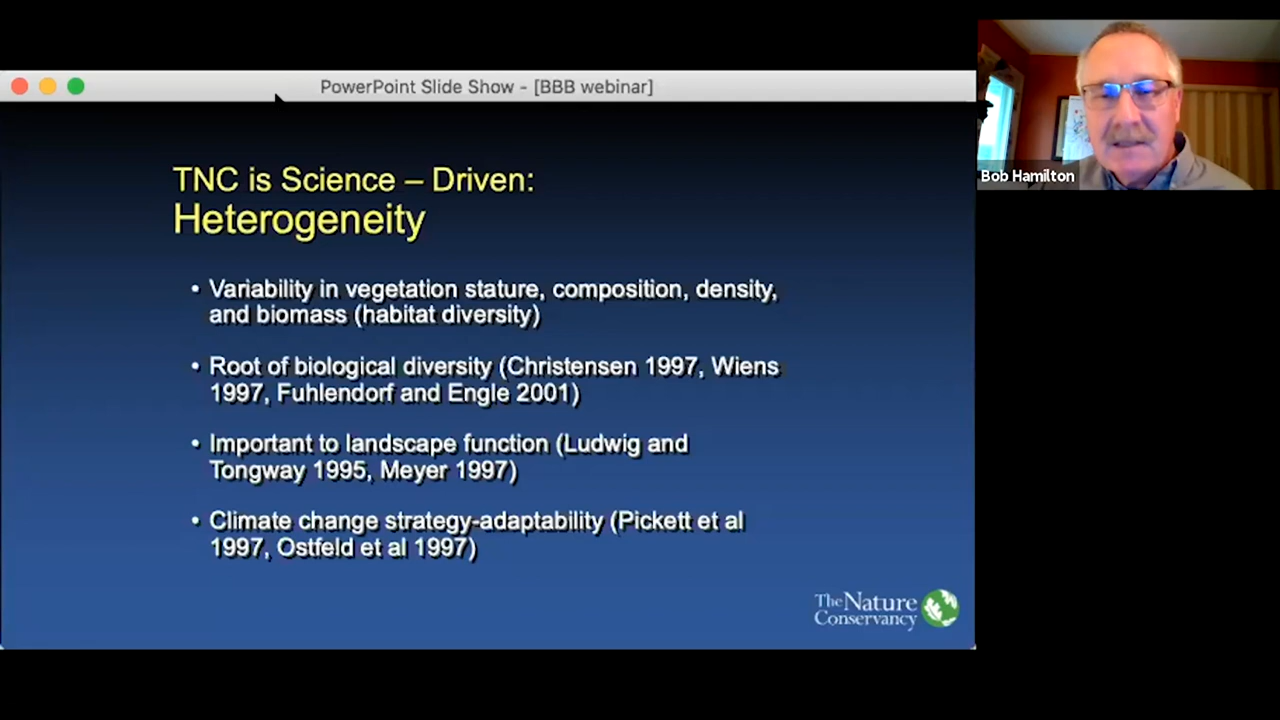 PowerPoint Slide Show - [BBB webinar]
Bob Hamilton
TNC is Science – Driven:
Heterogeneity
• Variability in vegetation stature, composition, density,
and biomass (habitat diversity)
• Root of biological diversity (Christensen 1997, Wiens
1997, Fuhlendorf and Engle 2001)
• Important to landscape function (Ludwig and
Tongway 1995, Meyer 1997)
• Climate change strategy-adaptability (Pickett et al
1997, Ostfeld et al 1997)
The Nature
Conservancy